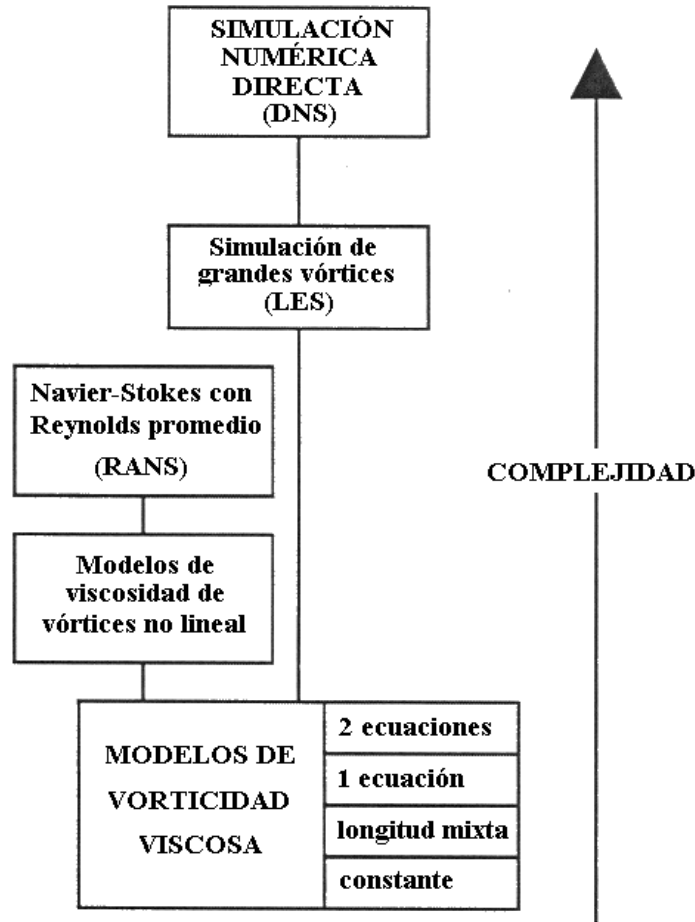 SIMULACIÓN
NUMÉRICA
DIRECTA
(DNS)
Simulación de
grandes vórtices
(LES)
Navier-Stokes con
Reynolds promedio
(RANS)
COMPLEJIDAD
Modelos de
viscosidad de
vórtices no lineal
MODELOS DE
VORTICIDAD
VISCOSA
2 ecuaciones
1 ecuación
longitud mixta
constante